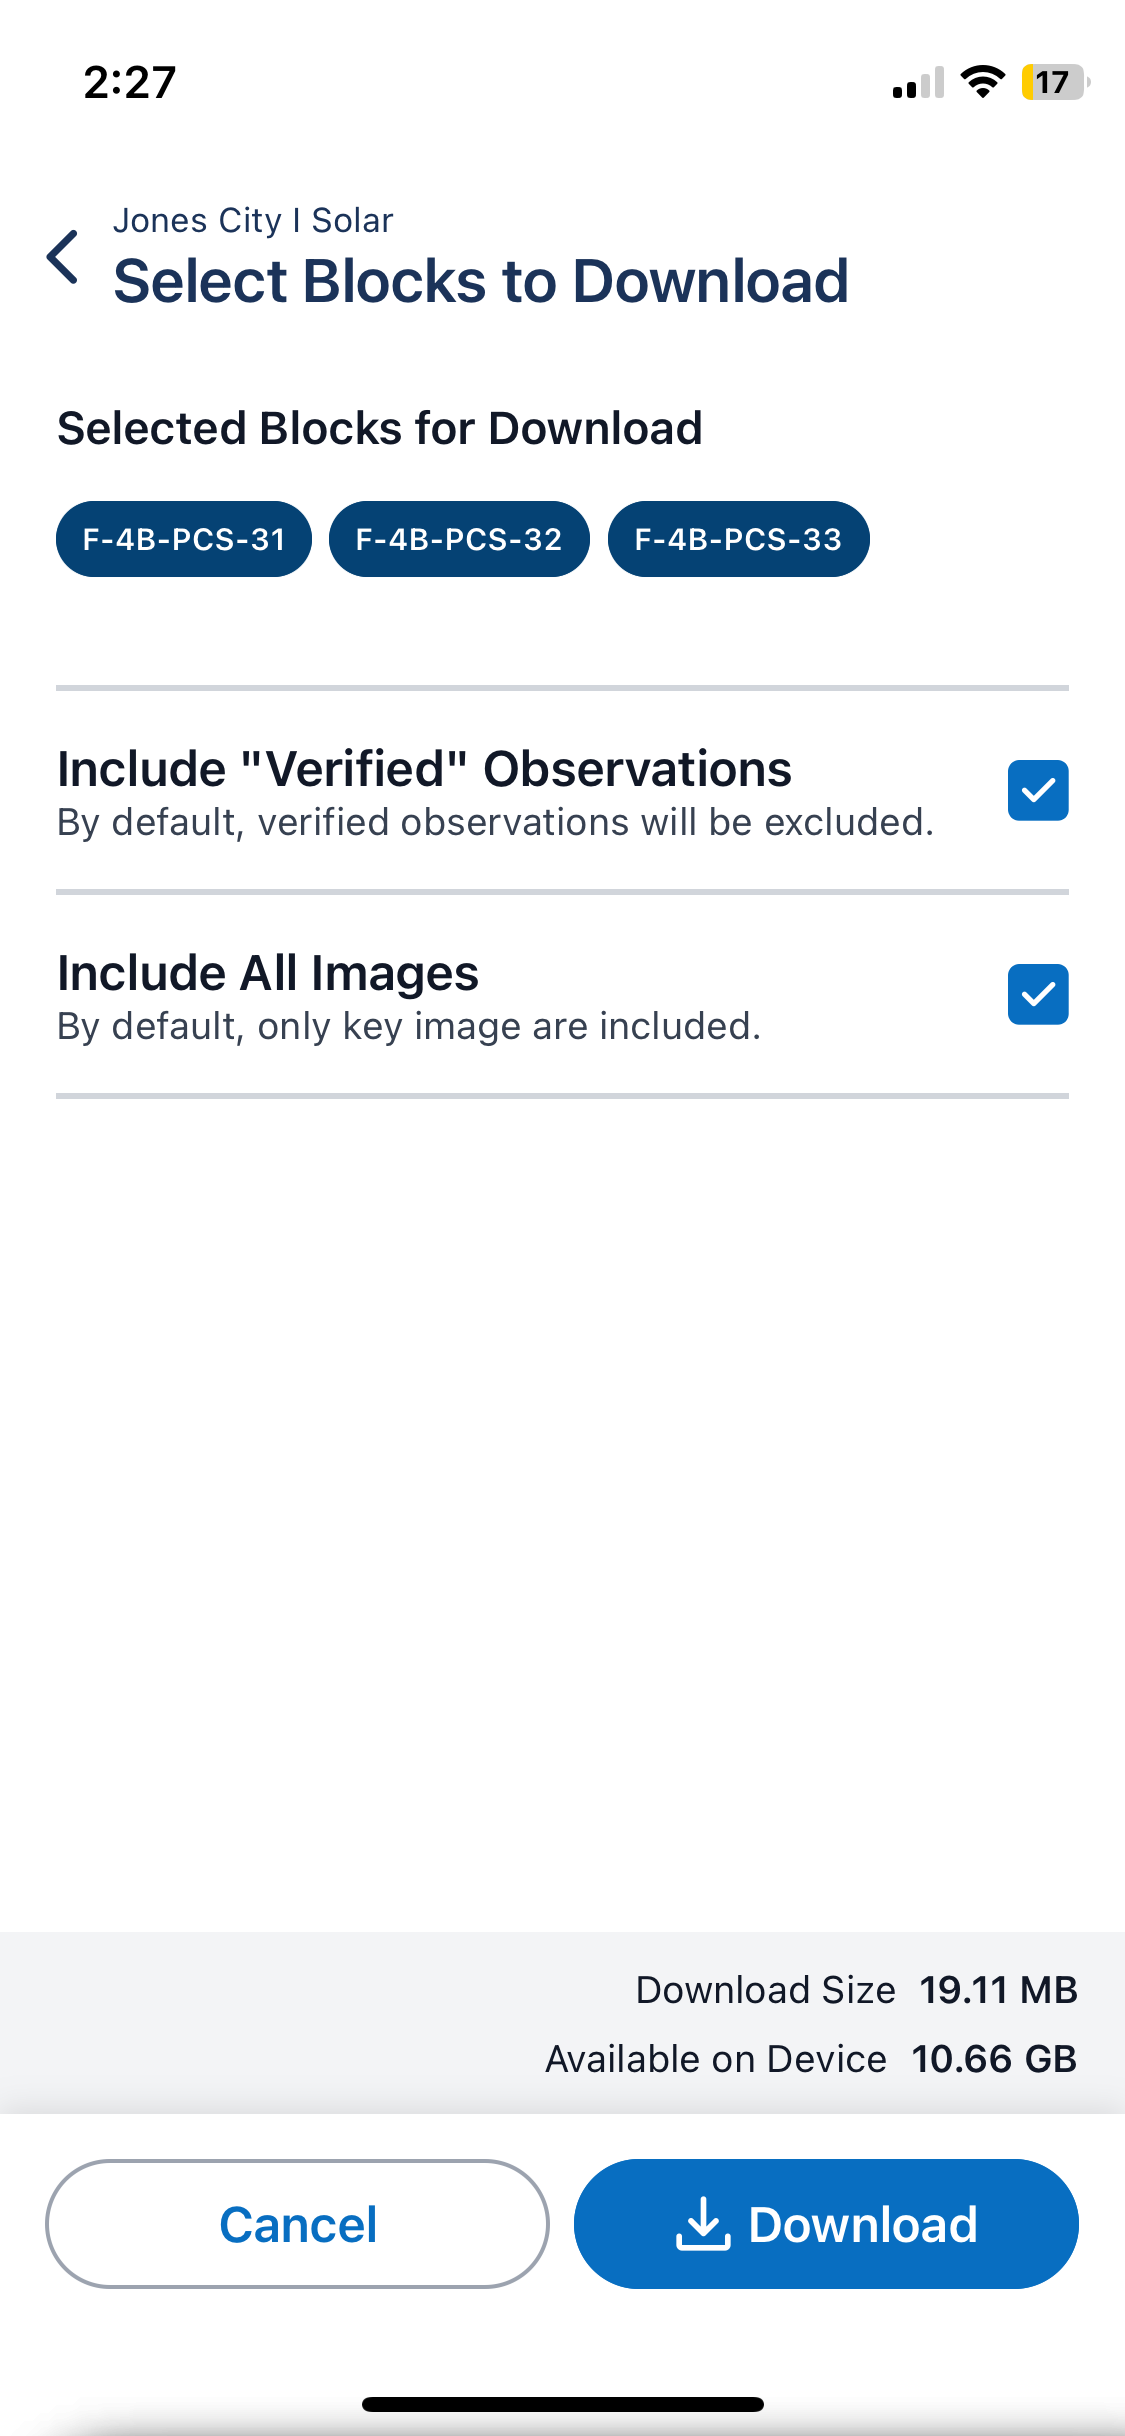 2:27
17
Jones City I Solar
Select Blocks to Download
Selected Blocks for Download
F-4B-PCS-31 F-4B-PCS-32 F-4B-PCS-33
Include "Verified" Observations
By default, verified observations will be excluded.
Include All Images
By default, only key image are included.
Download Size 19.11 MB
Available on Device 10.66 GB
Cancel Download